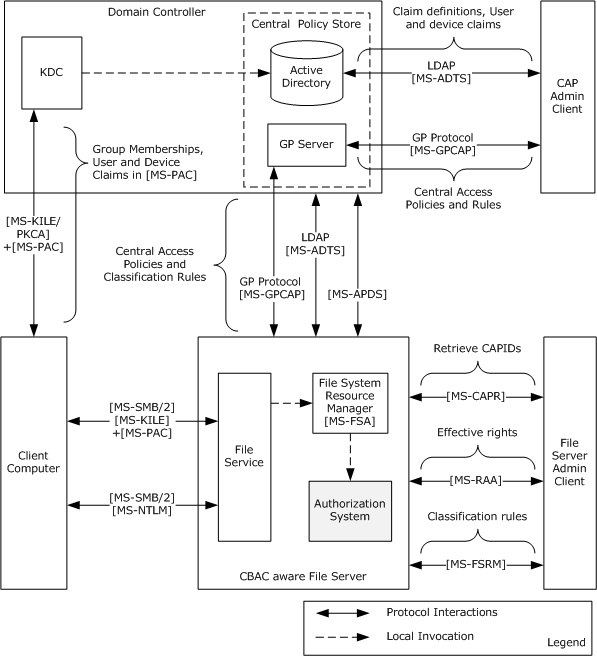 Domain Controller
KDC
Central Policy Store
Active
Directory
GP Server
Claim definitions, User
and device claims
LDAP
[MS-ADTS]
GP Protocol
[MS-GPCAP]
Central Access
Policies and Rules
CAP
Admin
Client
Group Memberships,
User and Device
Claims in [MS-PAC]
[MS-KILE/
PKCA]
+[MS-PAC]
Central Access
Policies and
Classification Rules
GP Protocol
[MS-GPCAP]
LDAP
[MS-ADTS]
[MS-APDS]
Client
Computer
[MS-SMB/2]
[MS-KILE]
+[MS-PAC]
[MS-SMB/2]
[MS-NTLM]
File
Service
File System
Resource
Manager
[MS-FSA]
Authorization
System
CBAC aware File Server
Retrieve CAPIDs
[MS-CAPR]
Effective rights
[MS-RAA]
Classification rules
[MS-FSRM]
File
Server
Admin
Client
Protocol Interactions
Local Invocation
Legend